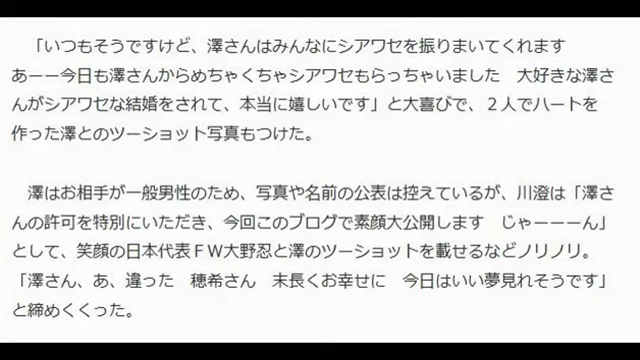 「いつもそうですけど、澤さんはみんなにシアワセを振りまいてくれます
あーー今日も澤さんからめちゃくちゃシアワセもらっちゃいました　大好きな澤さ
んがシアワセな結婚をされて、本当に嬉しいです」と大喜びで、２人でハートを
作った澤とのツーショット写真もつけた。
澤はお相手が一般男性のため、写真や名前の公表は控えているが、川澄は「澤さ
んの許可を特別にいただき、今回このブログで素顔大公開します　じゃーーーん」
として、笑顔の日本代表ＦＷ大野忍と澤のツーショットを載せるなどノリノリ。
「澤さん、あ、違った　穂希さん　末長くお幸せに　今日はいい夢見れそうです」
と締めくくった。